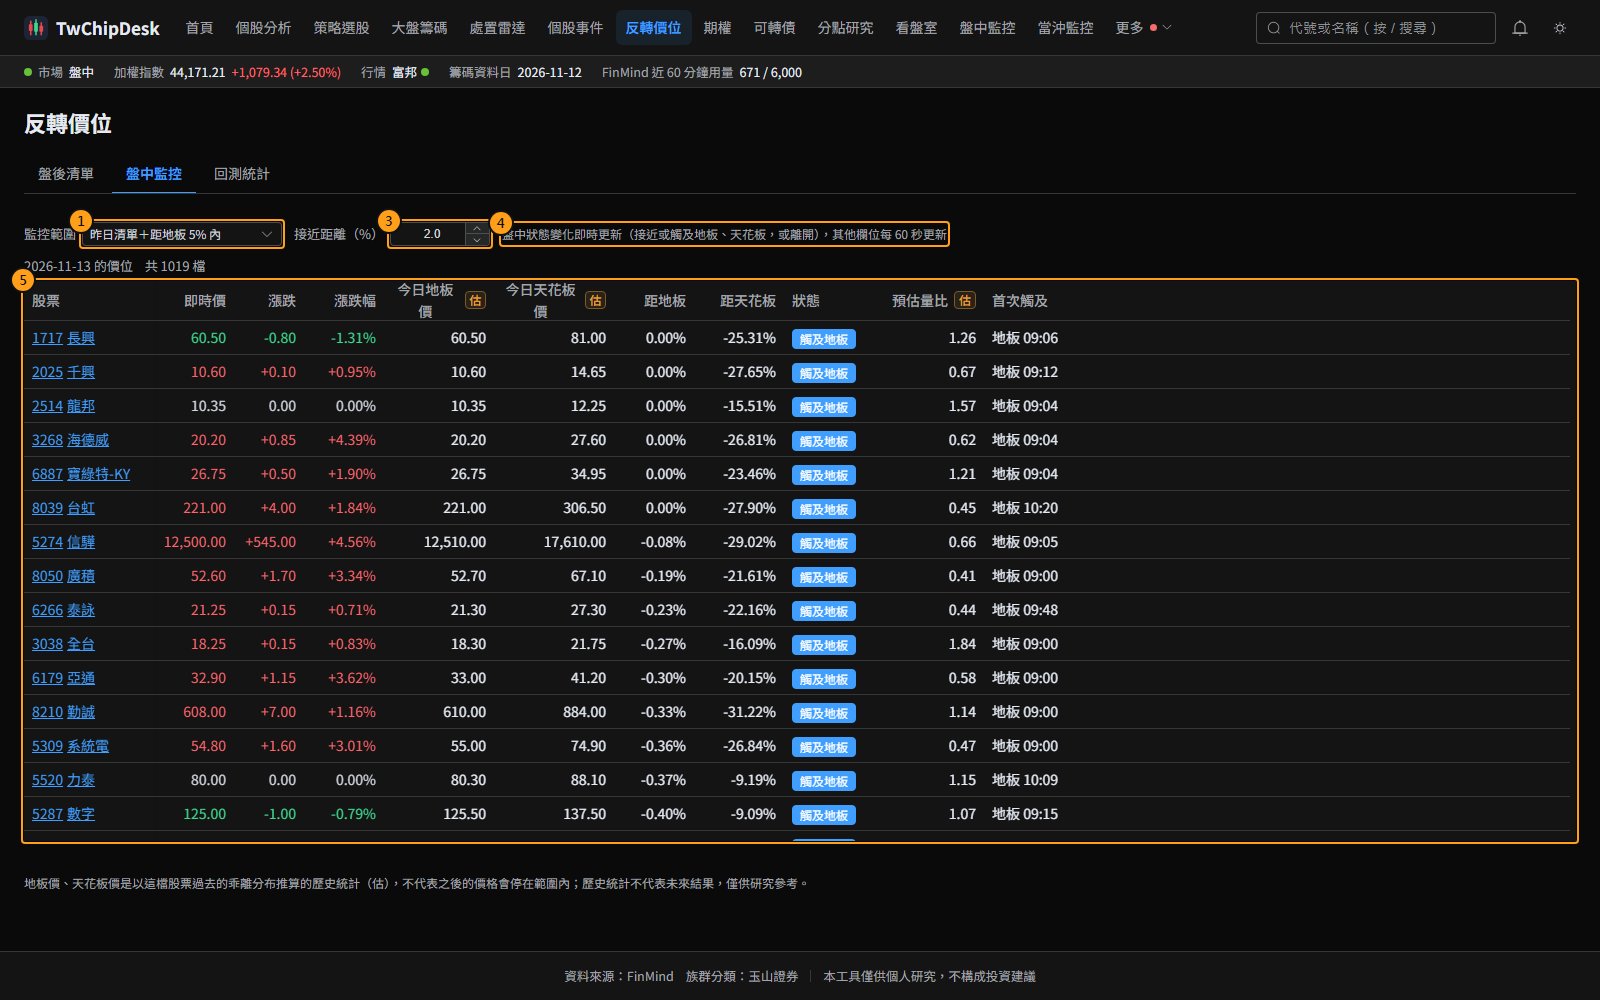 TwChipDesk 首頁 個股分析 策略選股 大盤籌碼 處置雷達 個股事件 反轉價位 期權 可轉債 分點研究 看盤室 盤中監控 當沖監控 更多 代號或名稱（按 / 搜尋）
市場 盤中 加權指數 44,171.21 +1,079.34 (+2.50%) 行情 富邦 籌碼資料日 2026-11-12 FinMind 近 60 分鐘用量 671 / 6,000
反轉價位
盤後清單 盤中監控 回測統計
1 3 4
監控範圍 昨日清單＋距地板 5% 內 接近距離（%） 2.0 盤中狀態變化即時更新（接近或觸及地板、天花板，或離開），其他欄位每 60 秒更新
2026-11-13 的價位 共 1019 檔
5
股票 即時價 漲跌 漲跌幅 今日地板價 估 今日天花板價 估 距地板 距天花板 狀態 預估量比 估 首次觸及
1717 長興 60.50 -0.80 -1.31% 60.50 81.00 0.00% -25.31% 觸及地板 1.26 地板 09:06
2025 千興 10.60 +0.10 +0.95% 10.60 14.65 0.00% -27.65% 觸及地板 0.67 地板 09:12
2514 龍邦 10.35 0.00 0.00% 10.35 12.25 0.00% -15.51% 觸及地板 1.57 地板 09:04
3268 海德威 20.20 +0.85 +4.39% 20.20 27.60 0.00% -26.81% 觸及地板 0.62 地板 09:04
6887 寶綠特-KY 26.75 +0.50 +1.90% 26.75 34.95 0.00% -23.46% 觸及地板 1.21 地板 09:04
8039 台虹 221.00 +4.00 +1.84% 221.00 306.50 0.00% -27.90% 觸及地板 0.45 地板 10:20
5274 信驊 12,500.00 +545.00 +4.56% 12,510.00 17,610.00 -0.08% -29.02% 觸及地板 0.66 地板 09:05
8050 廣積 52.60 +1.70 +3.34% 52.70 67.10 -0.19% -21.61% 觸及地板 0.41 地板 09:00
6266 泰詠 21.25 +0.15 +0.71% 21.30 27.30 -0.23% -22.16% 觸及地板 0.44 地板 09:48
3038 全台 18.25 +0.15 +0.83% 18.30 21.75 -0.27% -16.09% 觸及地板 1.84 地板 09:00
6179 亞通 32.90 +1.15 +3.62% 33.00 41.20 -0.30% -20.15% 觸及地板 0.58 地板 09:00
8210 勤誠 608.00 +7.00 +1.16% 610.00 884.00 -0.33% -31.22% 觸及地板 1.14 地板 09:00
5309 系統電 54.80 +1.60 +3.01% 55.00 74.90 -0.36% -26.84% 觸及地板 0.47 地板 09:00
5520 力泰 80.00 0.00 0.00% 80.30 88.10 -0.37% -9.19% 觸及地板 1.15 地板 10:09
5287 數字 125.00 -1.00 -0.79% 125.50 137.50 -0.40% -9.09% 觸及地板 1.07 地板 09:15
地板價、天花板價是以這檔股票過去的乖離分布推算的歷史統計（估），不代表之後的價格會停在範圍內；歷史統計不代表未來結果，僅供研究參考。
資料來源：FinMind 族群分類：玉山證券 本工具僅供個人研究，不構成投資建議